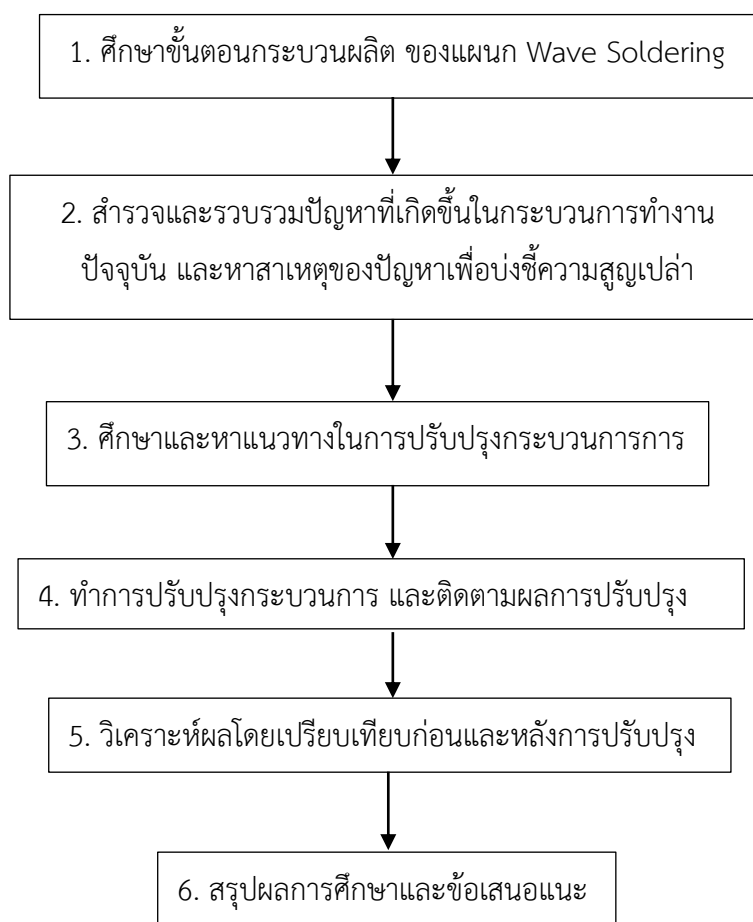 1. ศึกษาขั้นตอนกระบวนผลิต ของแผนก Wave Soldering
2. สำรวจและรวบรวมปัญหาที่เกิดขึ้นในกระบวนการทำงาน
ปัจจุบัน และหาสาเหตุของปัญหาเพื่อบ่งชี้ความสูญเปล่า
3. ศึกษาและหาแนวทางในการปรับปรุงกระบวนการการ
4. ทำการปรับปรุงกระบวนการ และติดตามผลการปรับปรุง
5. วิเคราะห์ผลโดยเปรียบเทียบก่อนและหลังการปรับปรุง
6. สรุปผลการศึกษาและข้อเสนอแนะ